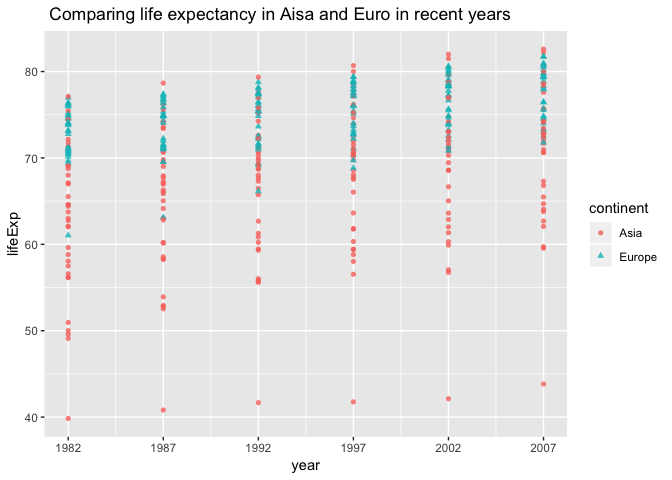 Comparing life expectancy in Aisa and Euro in recent years
80
70
60
50
40
lifeExp
1982 1987 1992 1997 2002 2007
year
continent
Asia
Europe